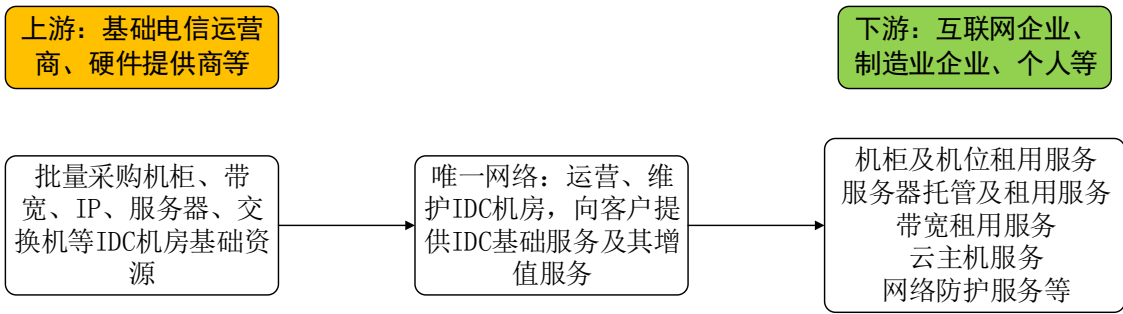 上游：基础电信运营
商、硬件提供商等
下游：互联网企业、
制造业企业、个人等
批量采购机柜、带
宽、IP、服务器、交
换机等IDC机房基础资
源
唯一网络：运营、维
护IDC机房，向客户提
供IDC基础服务及其增
值服务
机柜及机位租用服务
服务器托管及租用服务
带宽租用服务
云主机服务
网络防护服务等